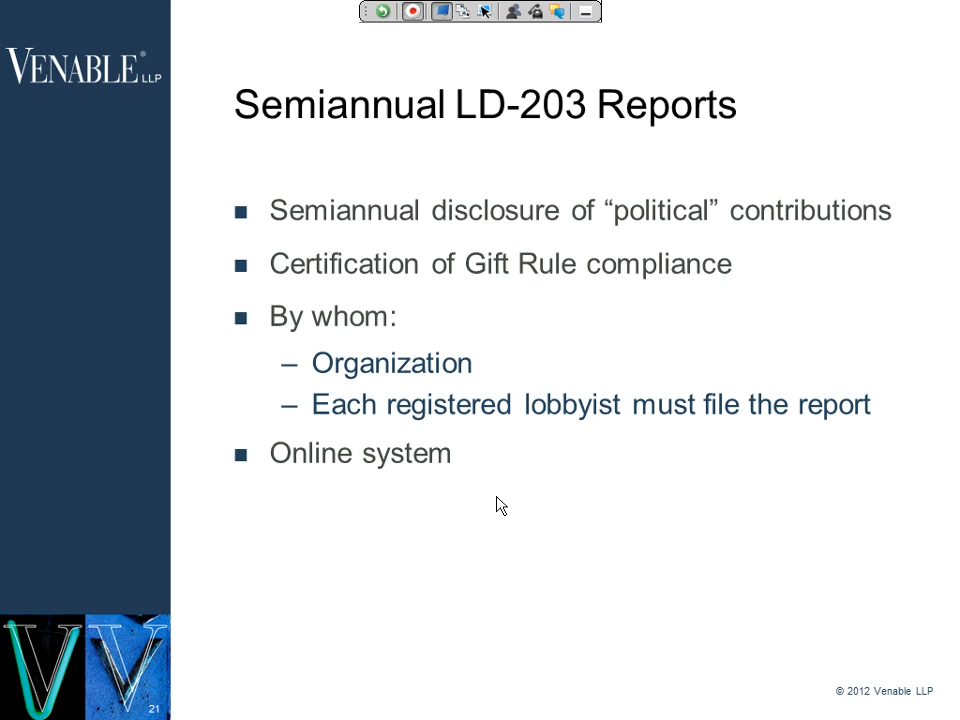 VENABLE® LLP
Semiannual LD-203 Reports
■ Semiannual disclosure of “political” contributions
■ Certification of Gift Rule compliance
■ By whom:
– Organization
– Each registered lobbyist must file the report
■ Online system
© 2012 Venable LLP
VV
21